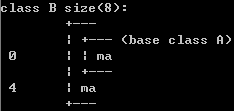 class B size(8):
        +---
        | +--- (base class A)
 0      | | ma
        | +---
 4      | ma
        +---